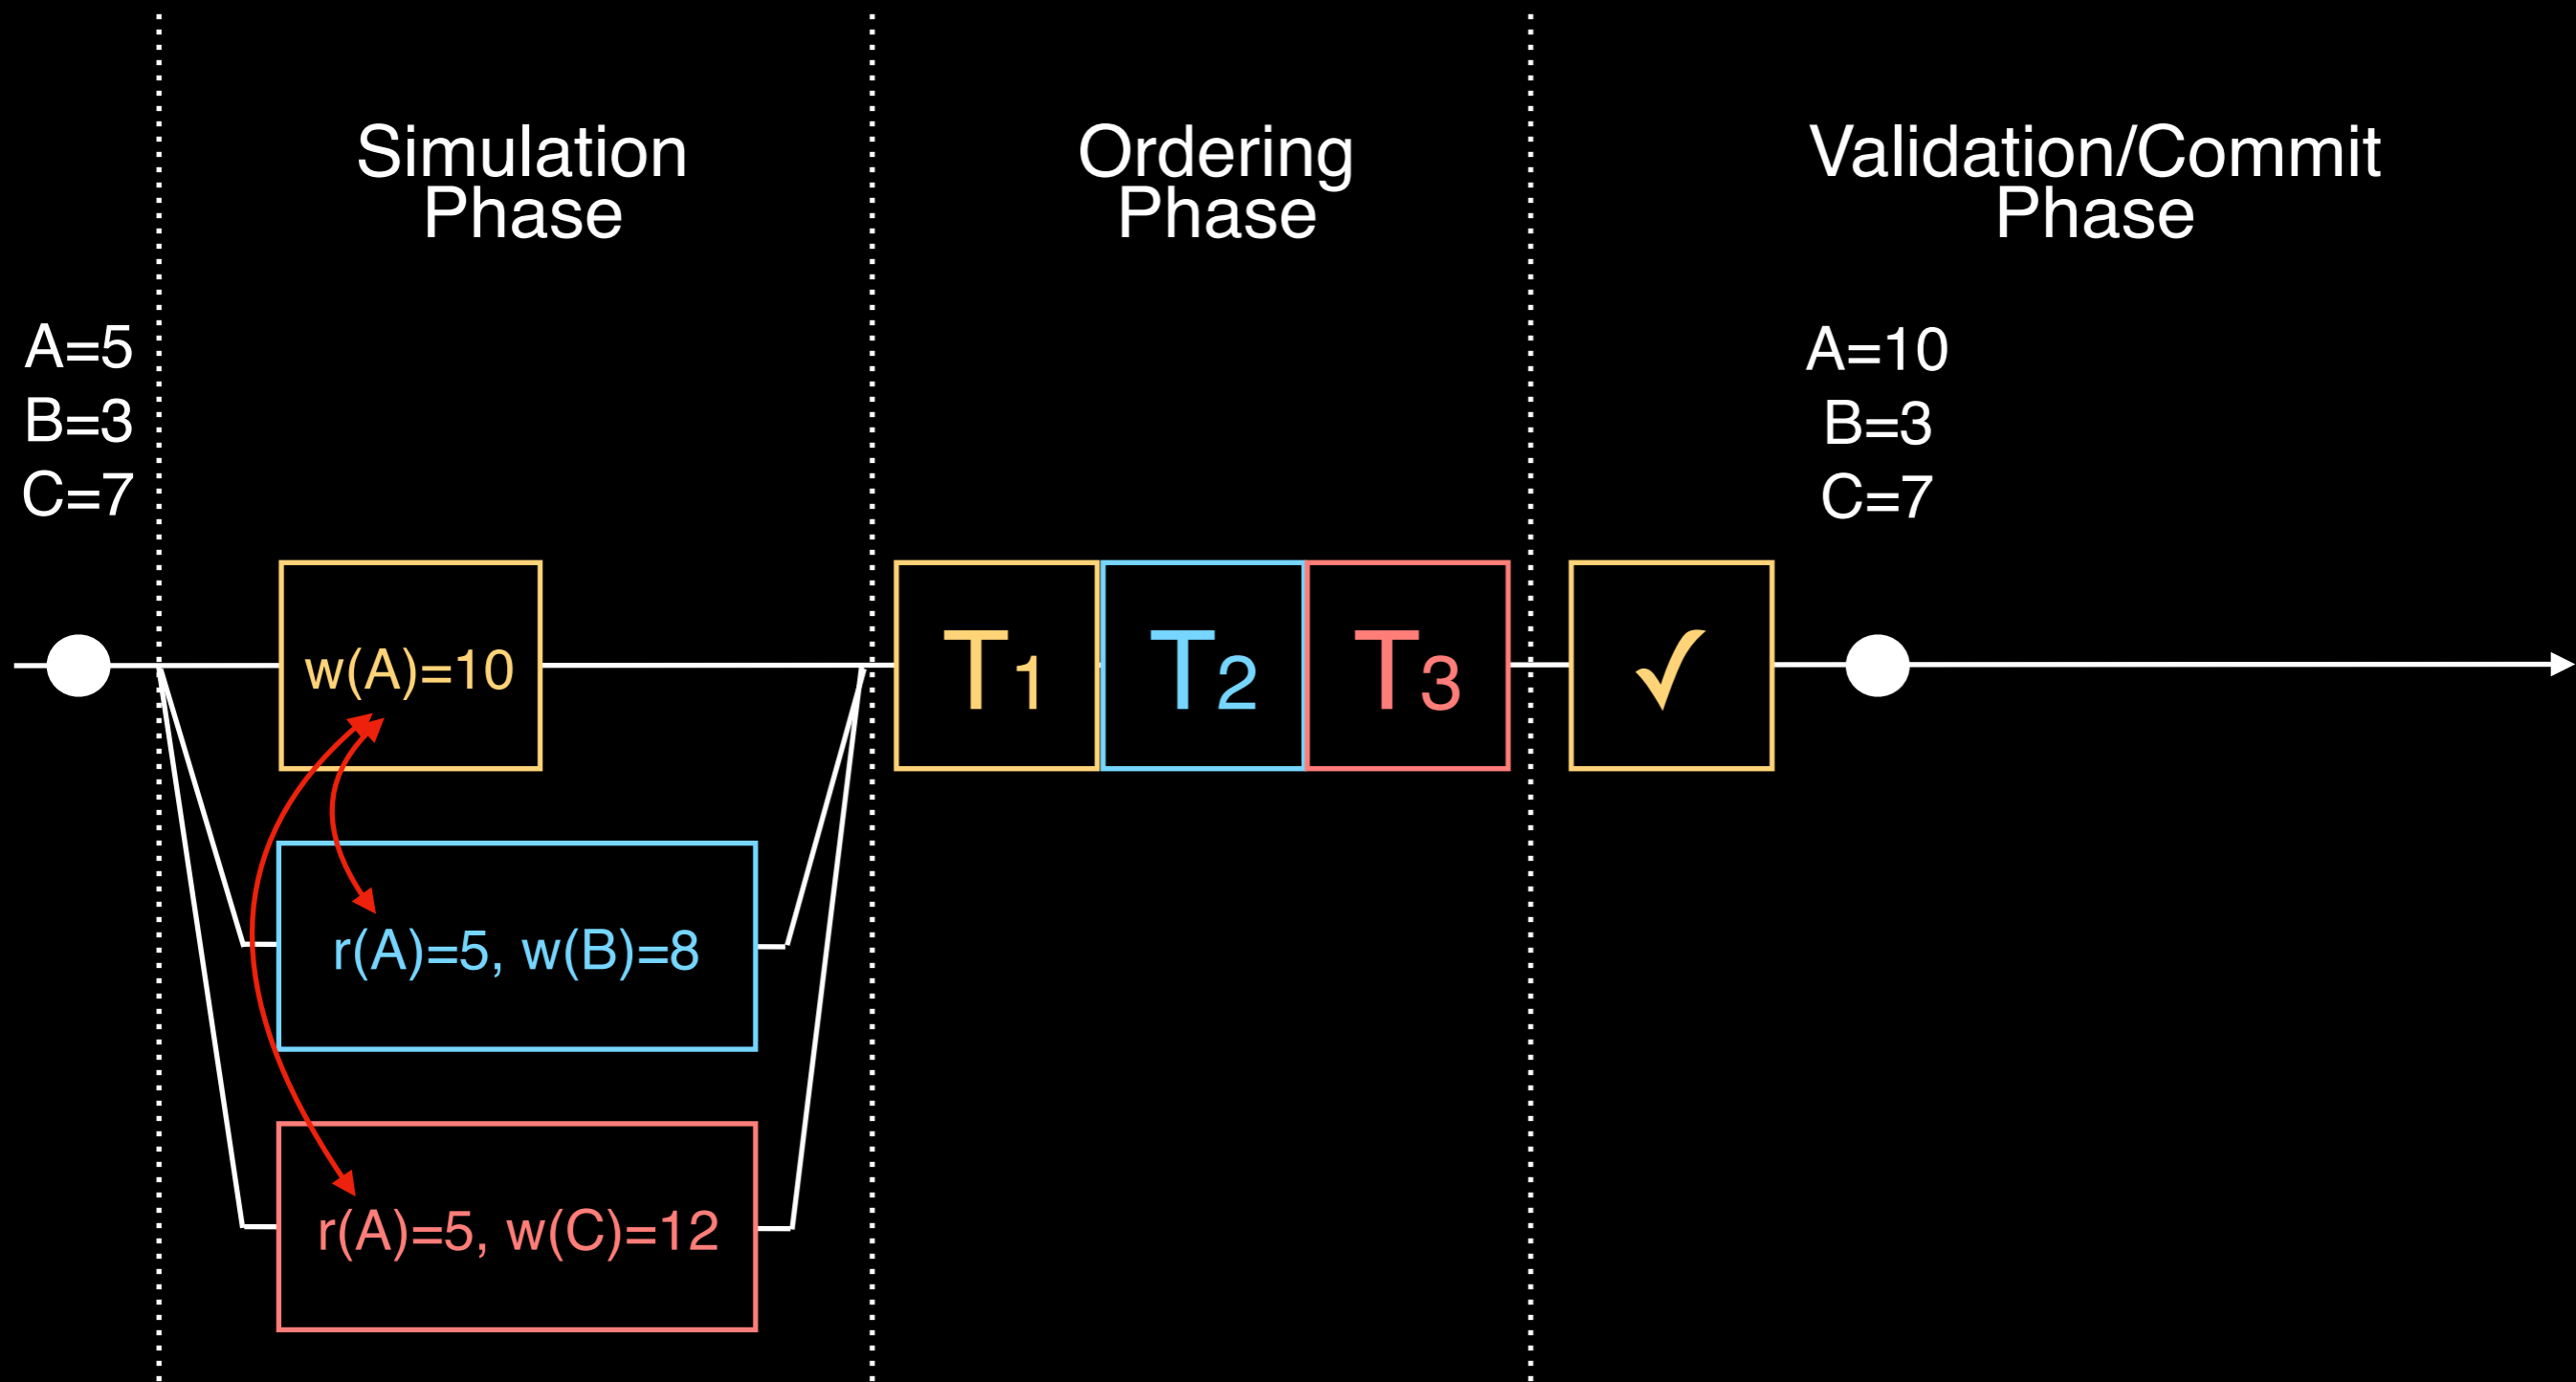 Simulation
Phase
Ordering
Phase
Validation/Commit
Phase
A=5
B=3
C=7
A=10
B=3
C=7
w(A)=10
T1
T2
T3
✓
r(A)=5, w(B)=8
r(A)=5, w(C)=12